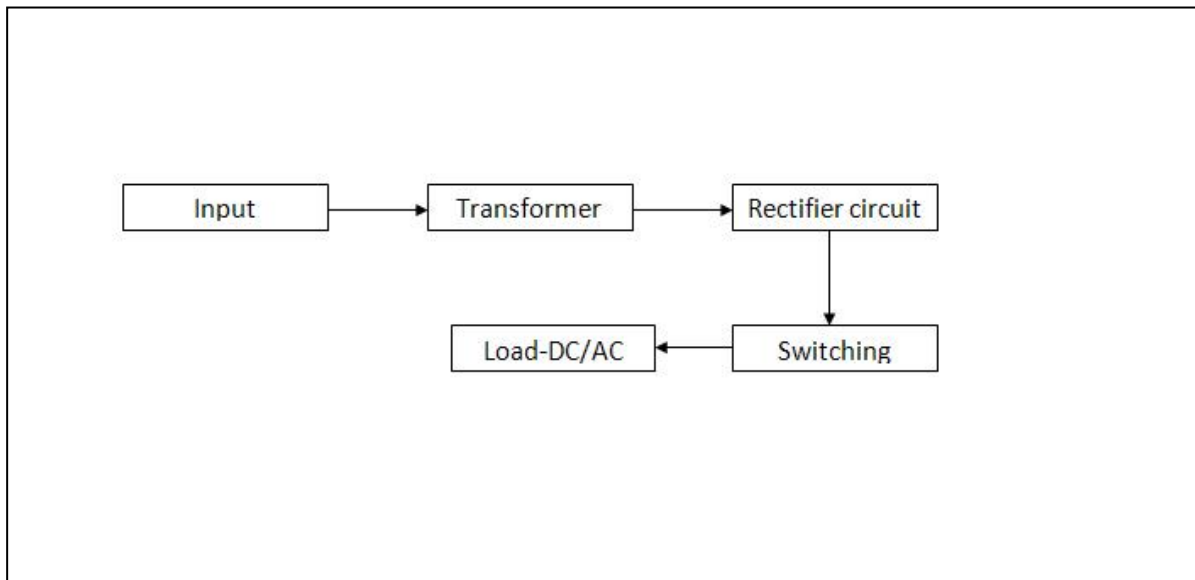 Input
Transformer
Rectifier circuit
Switching
Load-DC/AC